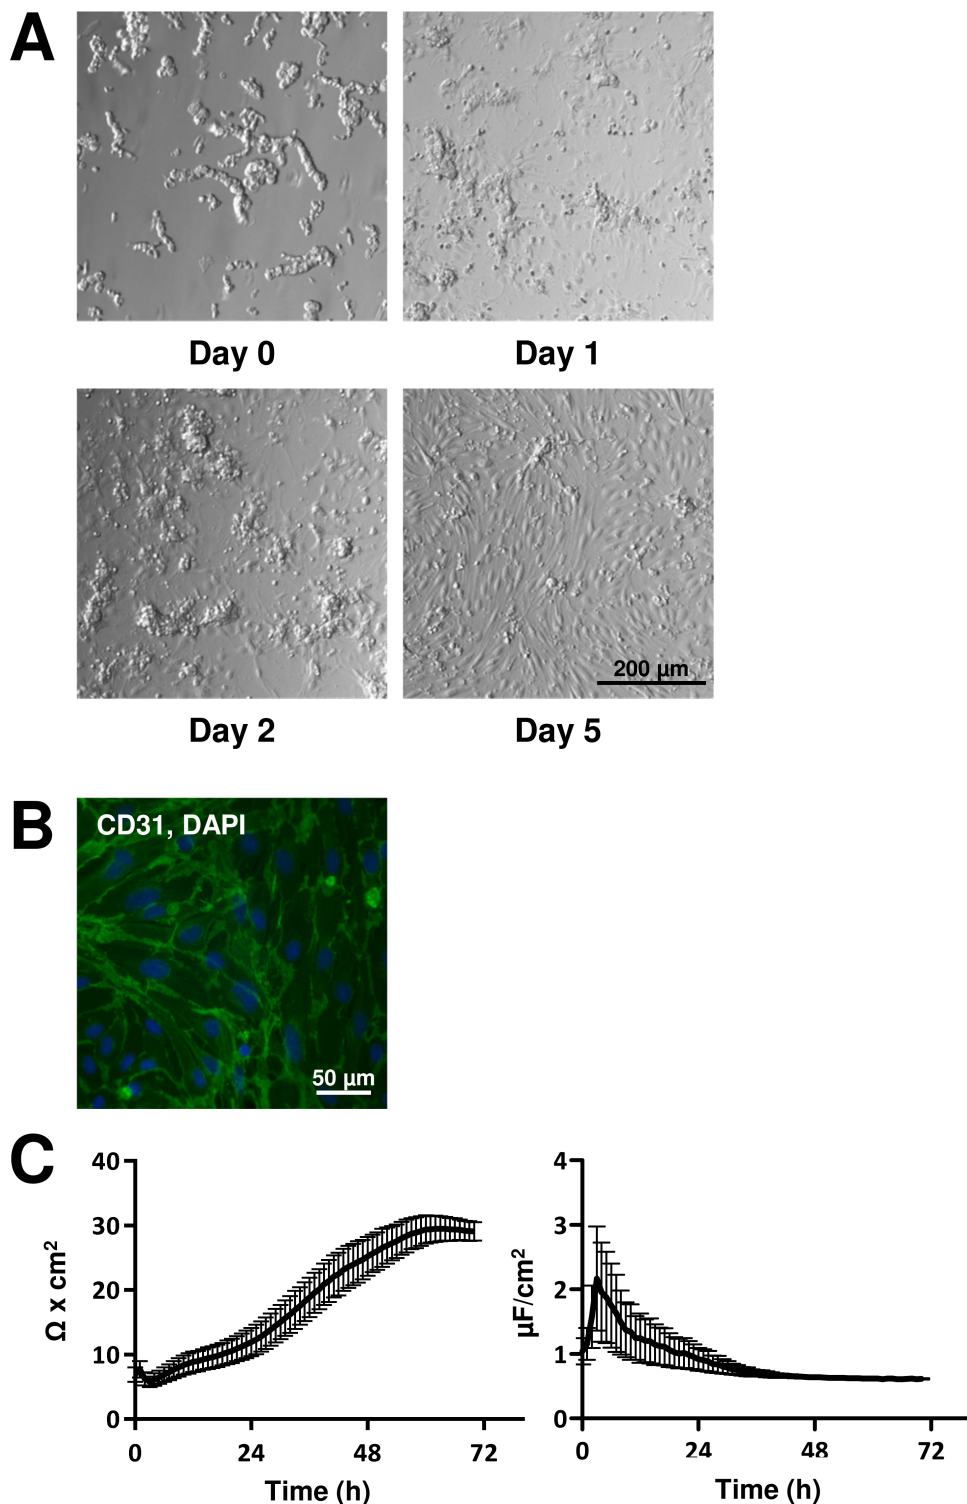 A
Day 0
Day 1
Day 2
200 µm
Day 5
B
CD31, DAPI
50 µm
C
40
30
20
10
0
Ω x cm²
0
24
48
72
Time (h)
4
3
2
1
0
µF/cm²
0
24
48
72
Time (h)